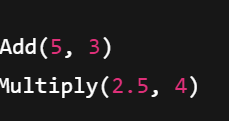 Add(5, 3)
Multiply(2.5, 4)